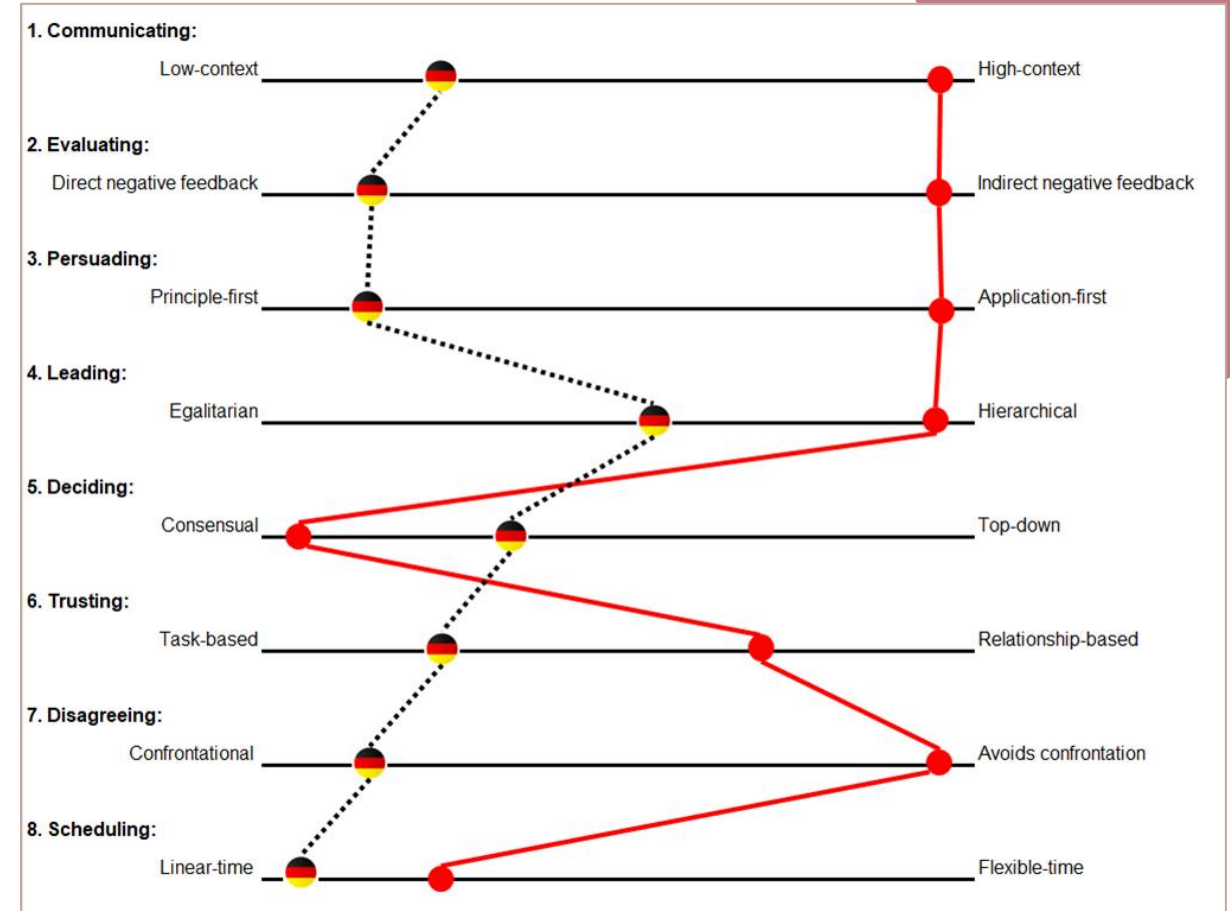 1. Communicating:
Low-context
High-context
2. Evaluating:
Direct negative feedback
Indirect negative feedback
3. Persuading:
Principle-first
Application-first
4. Leading:
Egalitarian
Hierarchical
5. Deciding:
Consensual
Top-down
6. Trusting:
Task-based
Relationship-based
7. Disagreeing:
Confrontational
Avoids confrontation
8. Scheduling:
Linear-time
Flexible-time